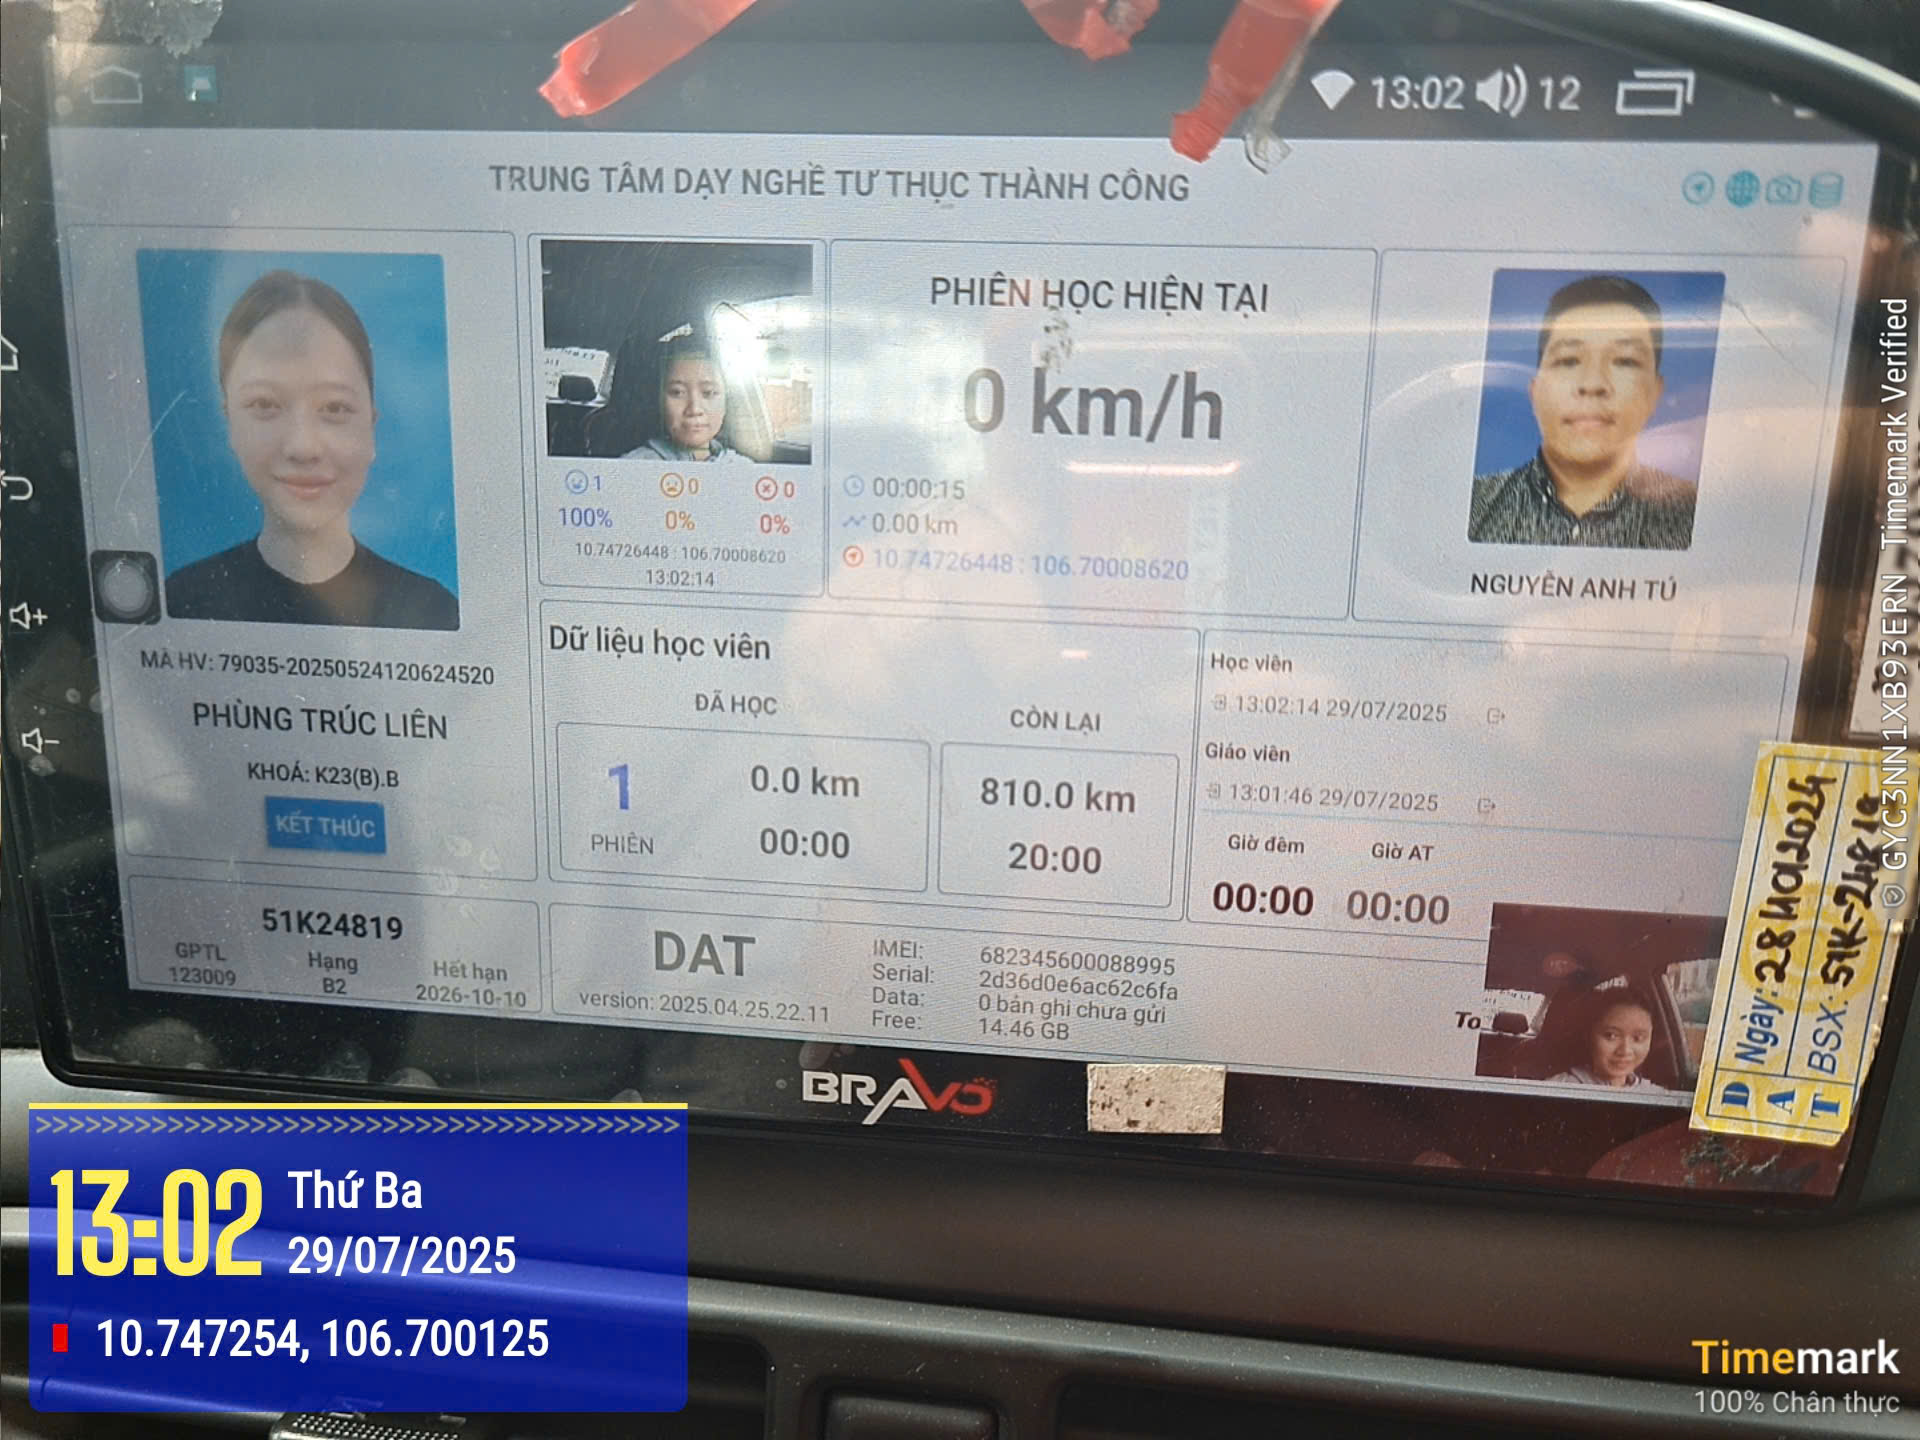 13:02 12
TRUNG TÂM DẠY NGHỀ TƯ THỤC THÀNH CÔNG
MÃ HV: 79035-20250524120624520
PHÙNG TRÚC LIÊN
KHOÁ: K23(B).B
KẾT THÚC
1 0 0
100% 0% 0%
10.74726448 : 106.70008620
13:02:14
PHIÊN HỌC HIỆN TẠI
0 km/h
00:00:15
0.00 km
10.74726448 : 106.70008620
NGUYỄN ANH TÚ
Dữ liệu học viên
ĐÃ HỌC
CÒN LẠI
1
PHIÊN
0.0 km
00:00
810.0 km
20:00
Học viên
13:02:14 29/07/2025
Giáo viên
13:01:46 29/07/2025
Giờ đêm Giờ AT
00:00 00:00
51K24819
GPTL
123009
Hạng
B2
Hết hạn
2026-10-10
DAT
version: 2025.04.25.22.11
IMEI: 682345600088995
Serial: 2d36d0e6ac62c6fa
Data: 0 bản ghi chưa gửi
Free: 14.46 GB
To
BRAVO
DAT
Ngày: 28/10/2024
BSX: 51K-24819
13:02
Thứ Ba
29/07/2025
10.747254, 106.700125
GYC3NN1XB93ERN Timemark Verified
Timemark
100% Chân thực